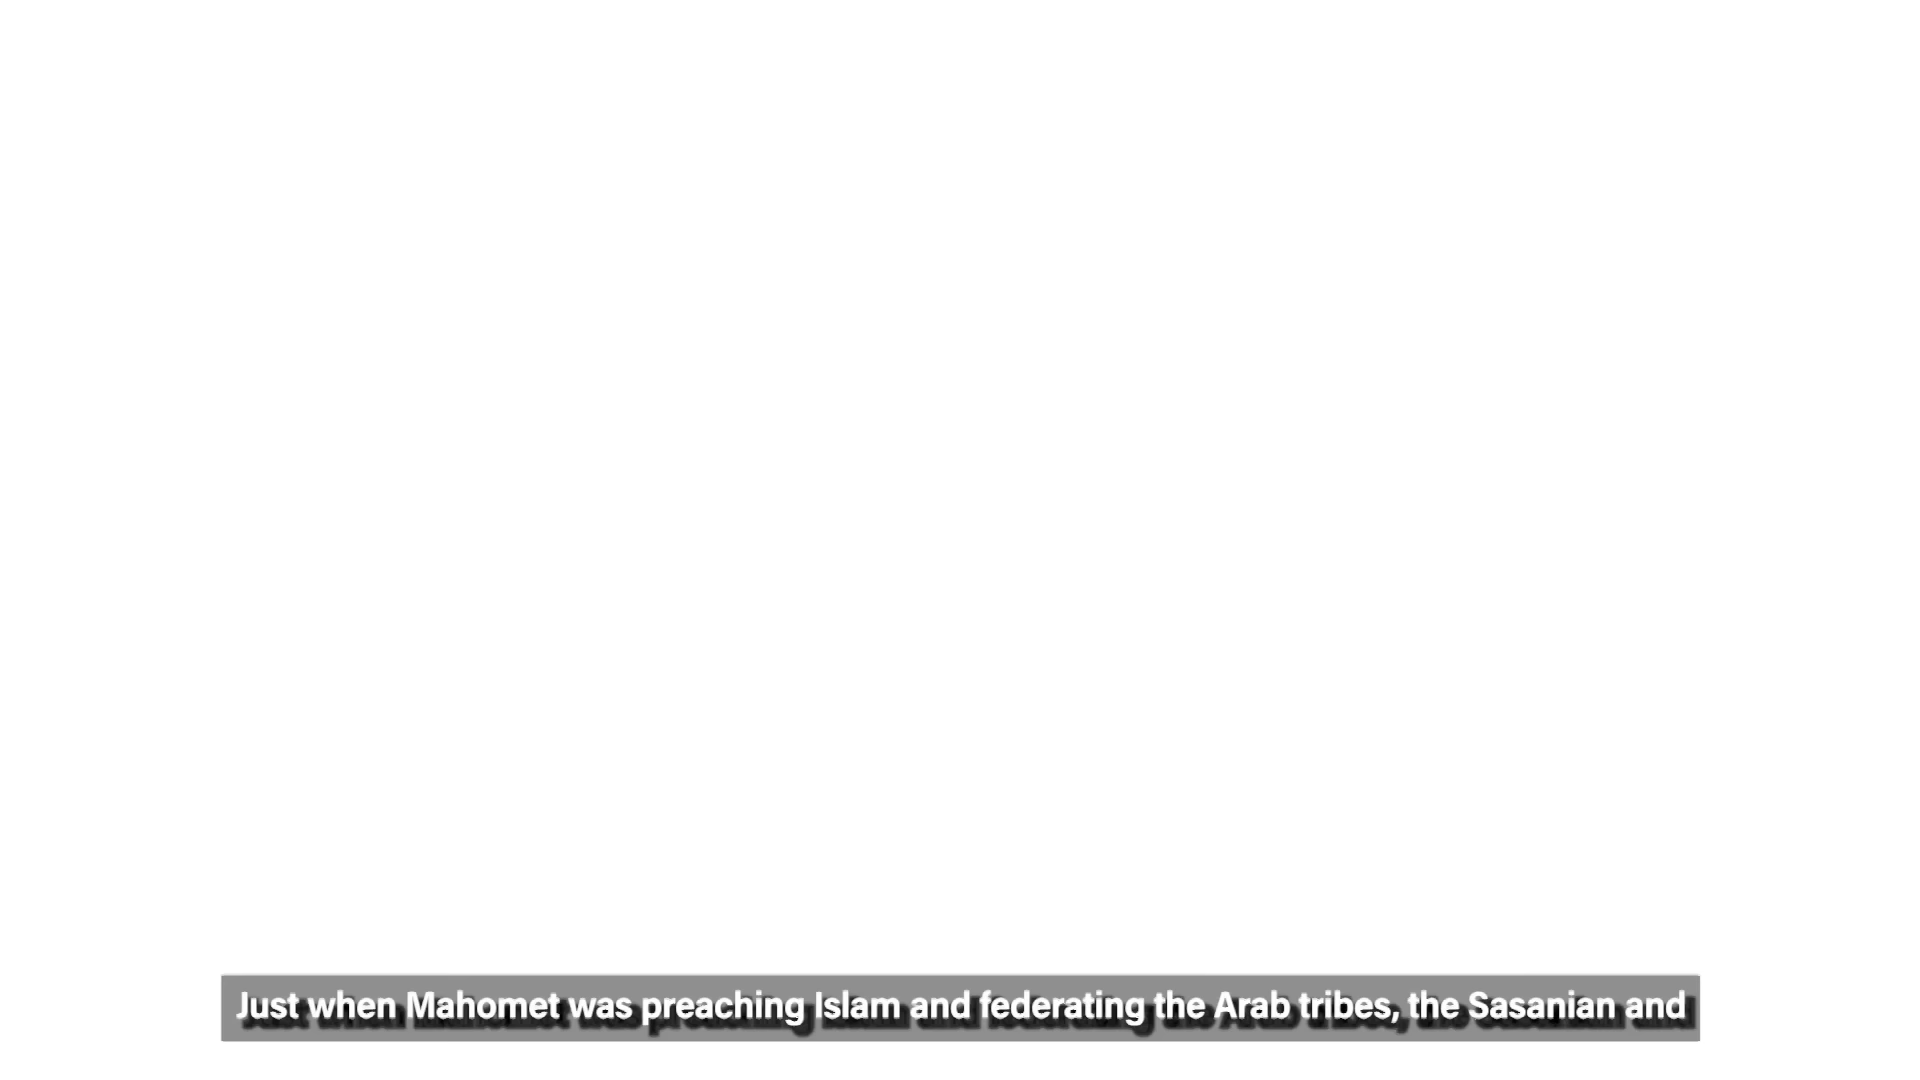 Just when Mahomet was preaching Islam and federating the Arab tribes, the Sasanian and